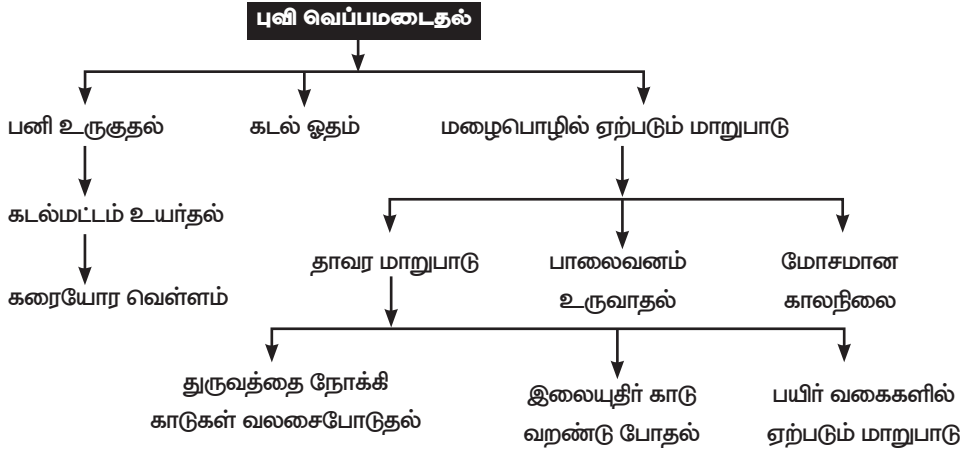 புவி வெப்பமடைதல்
பனி உருகுதல்
கடல் ஓதம்
மழைபொழில் ஏற்படும் மாறுபாடு
கடல்மட்டம் உயர்தல்
கரையோர வெள்ளம்
தாவர மாறுபாடு
பாலைவனம்
உருவாதல்
மோசமான
காலநிலை
துருவத்தை நோக்கி
காடுகள் வலசைபோடுதல்
இலையுதிர் காடு
வறண்டு போதல்
பயிர் வகைகளில்
ஏற்படும் மாறுபாடு